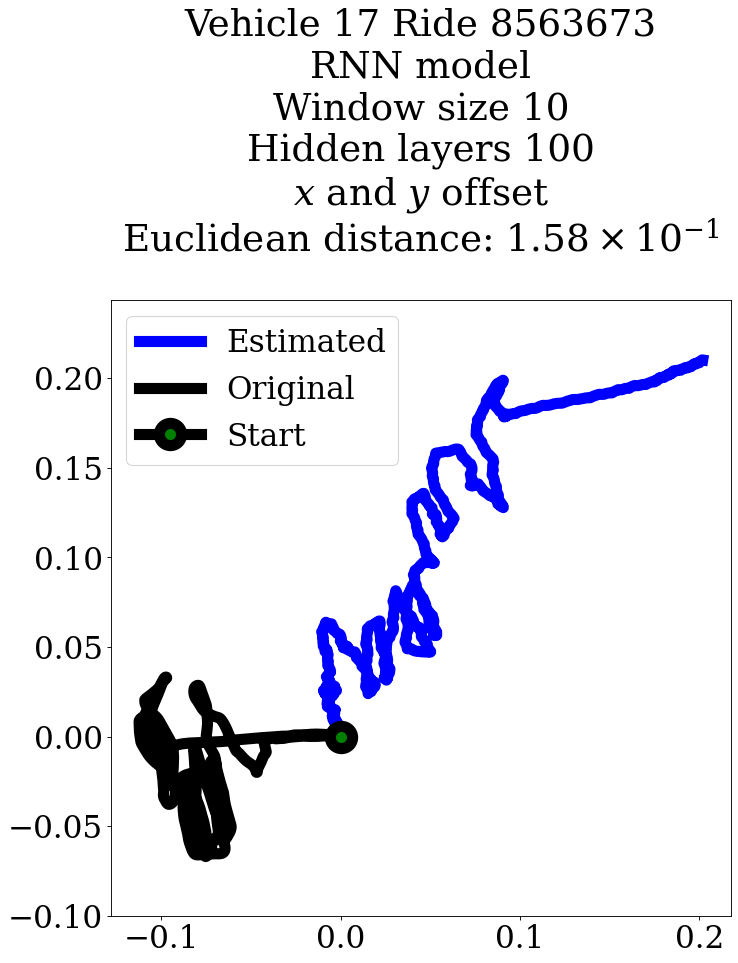 Vehicle 17 Ride 8563673
RNN model
Window size 10
Hidden layers 100
x and y offset
Euclidean distance: 1.58 × 10⁻¹
Estimated
Original
Start
0.20
0.15
0.10
0.05
0.00
−0.05
−0.10
−0.1 0.0 0.1 0.2